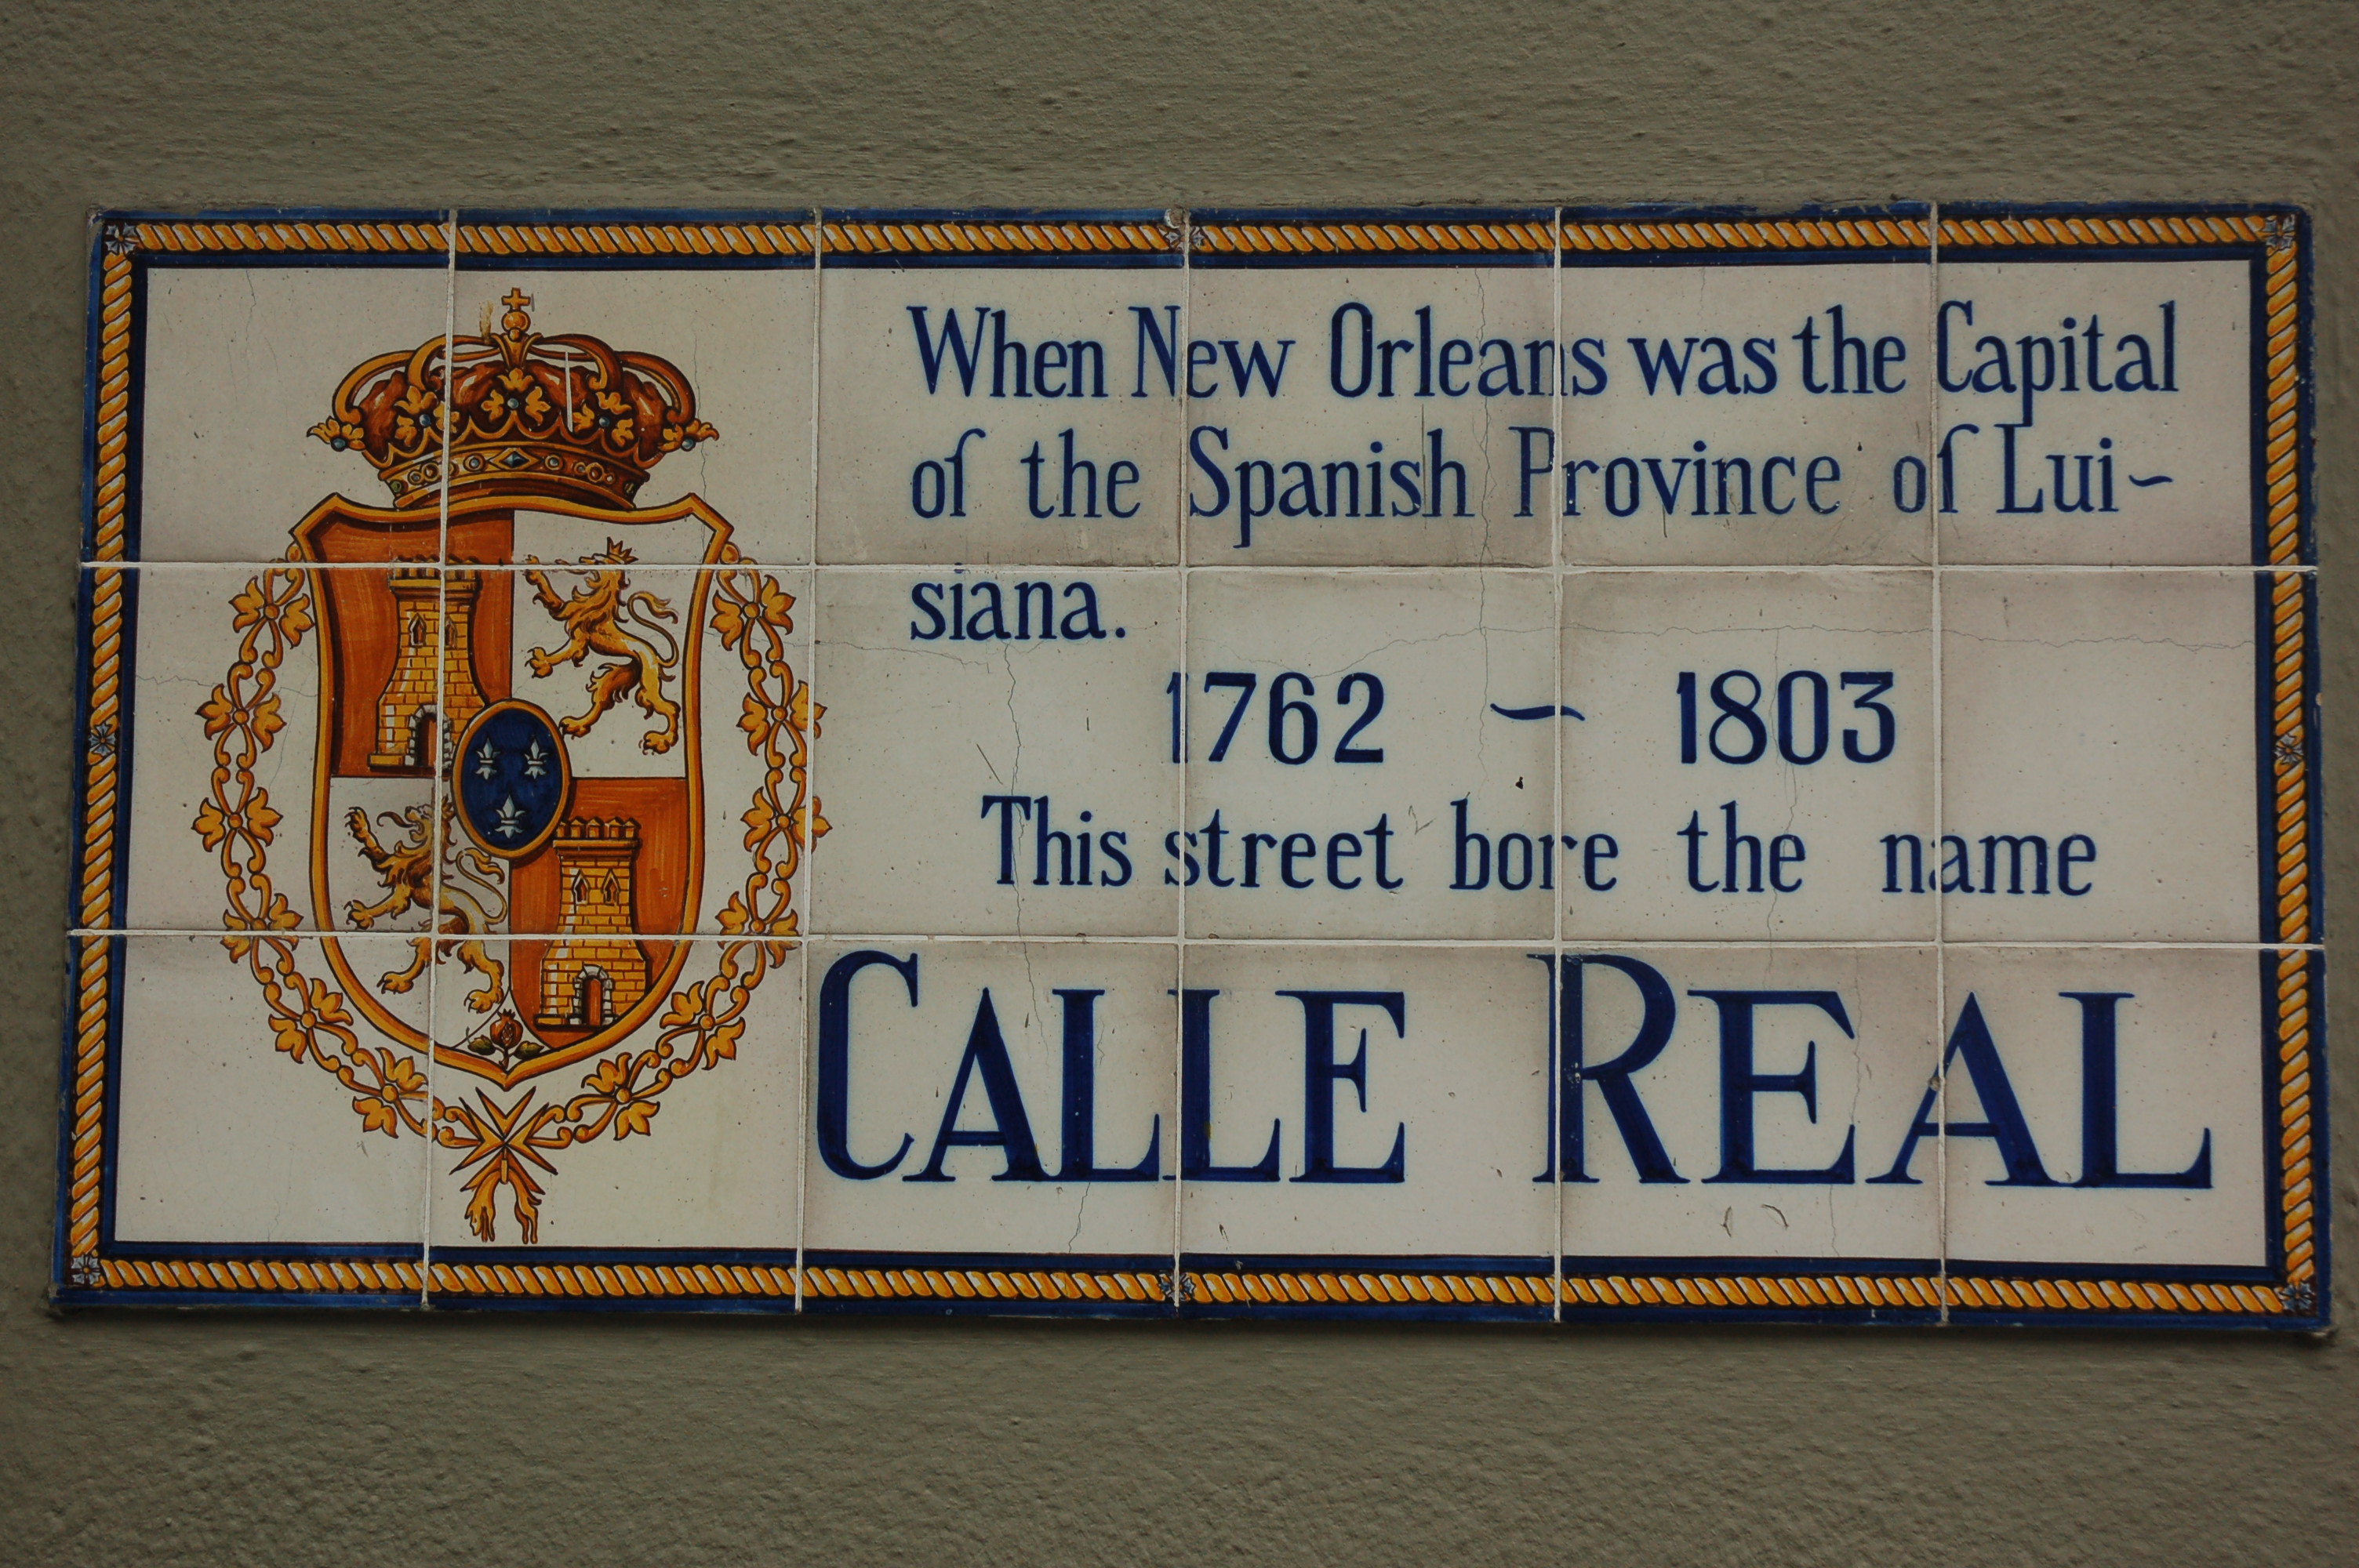 When New Orleans was the Capital
of the Spanish Province of Lui~
siana.
1762 ~ 1803
This street bore the name
CALLE REAL